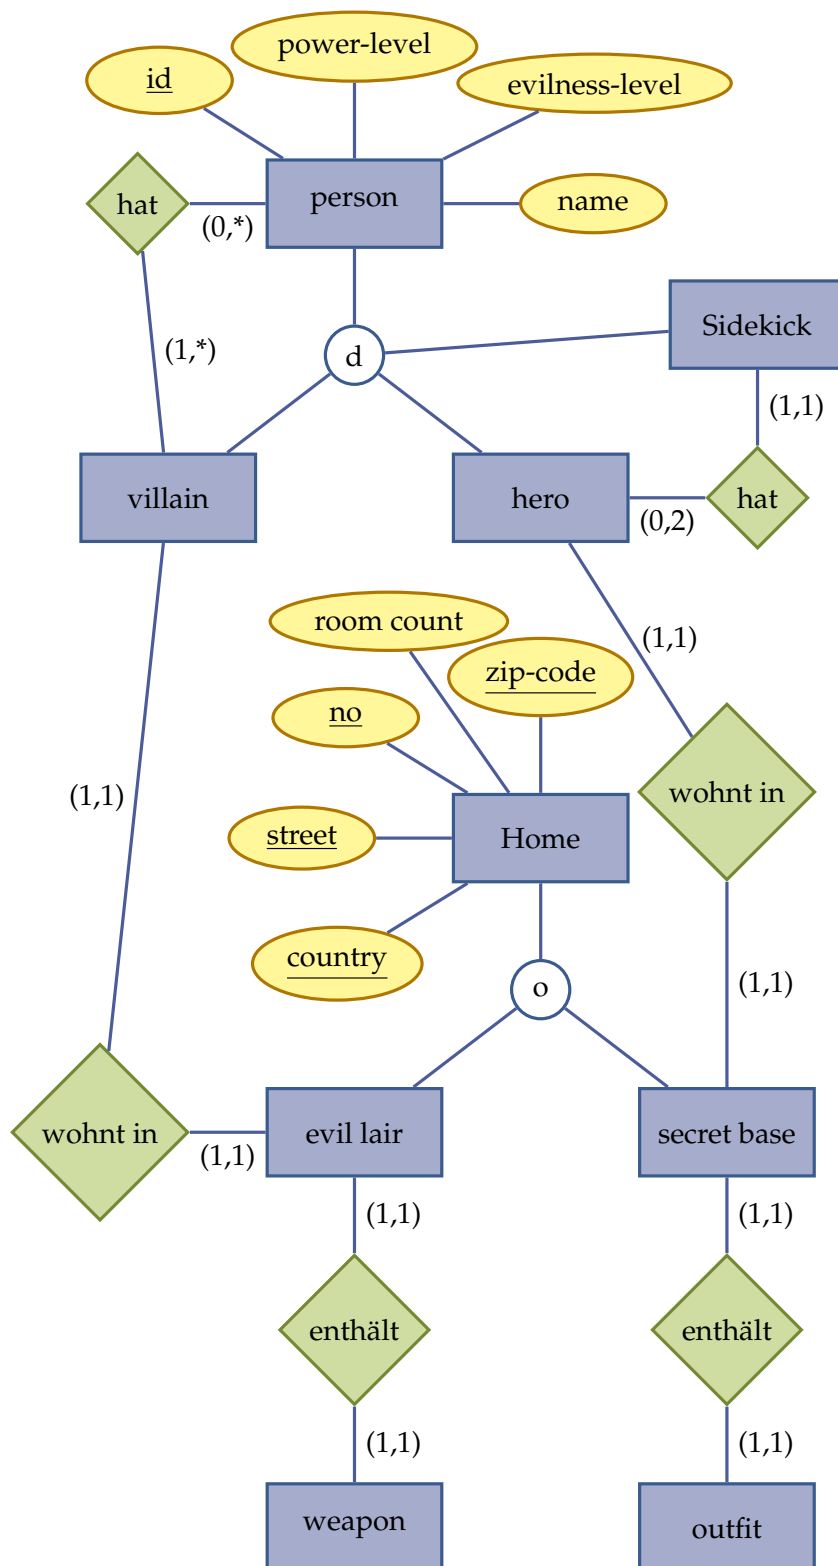 power-level
id
evilness-level
hat
person
name
(0,*)
Sidekick
(1,*)
d
(1,1)
villain
hero
hat
(0,2)
room count
(1,1)
zip-code
no
(1,1)
wohnt in
street
Home
country
(1,1)
o
wohnt in
(1,1)
evil lair
secret base
(1,1)
(1,1)
enthält
enthält
(1,1)
(1,1)
weapon
outfit